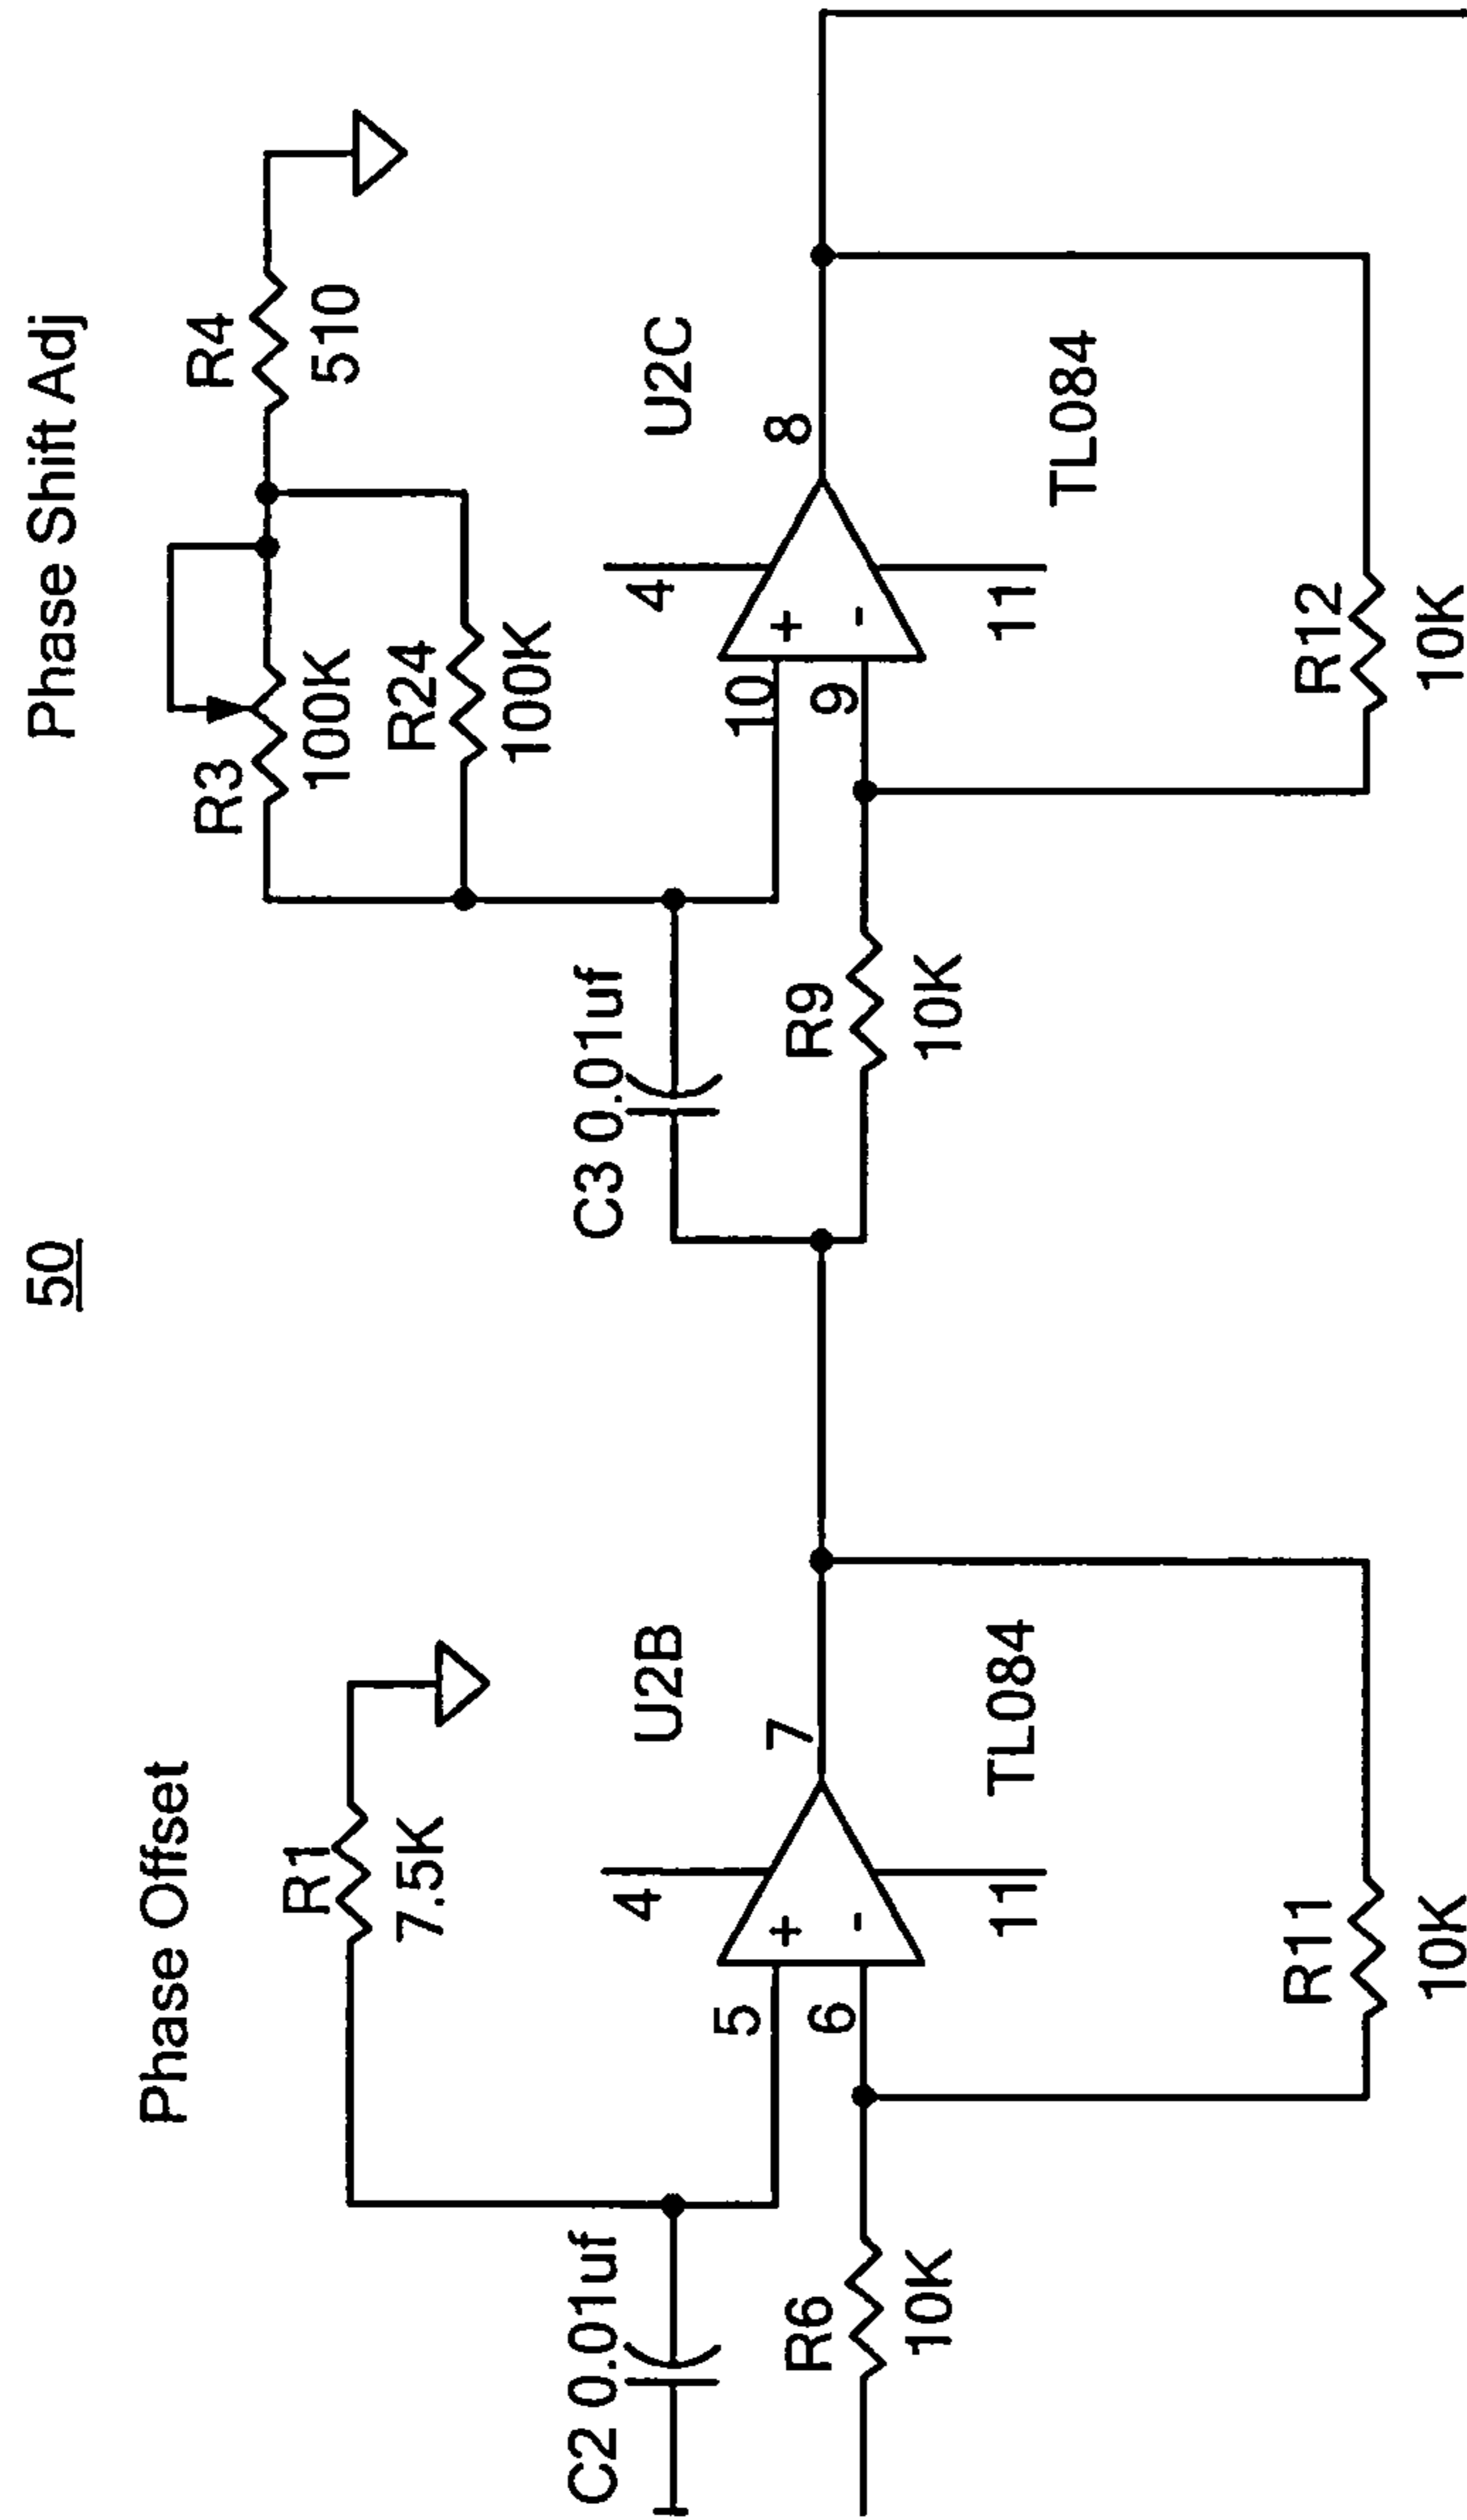 50
Phase Offset
Phase Shift Adj
R1
7.5K
R3
100K
R4
510
R24
100K
C2 0.01uf
C3 0.01uf
U2B
U2C
4
5
6
7
11
TL084
4
10
9
8
11
TL084
R6
10K
R9
10K
R11
10K
R12
10K
+
-
+
-